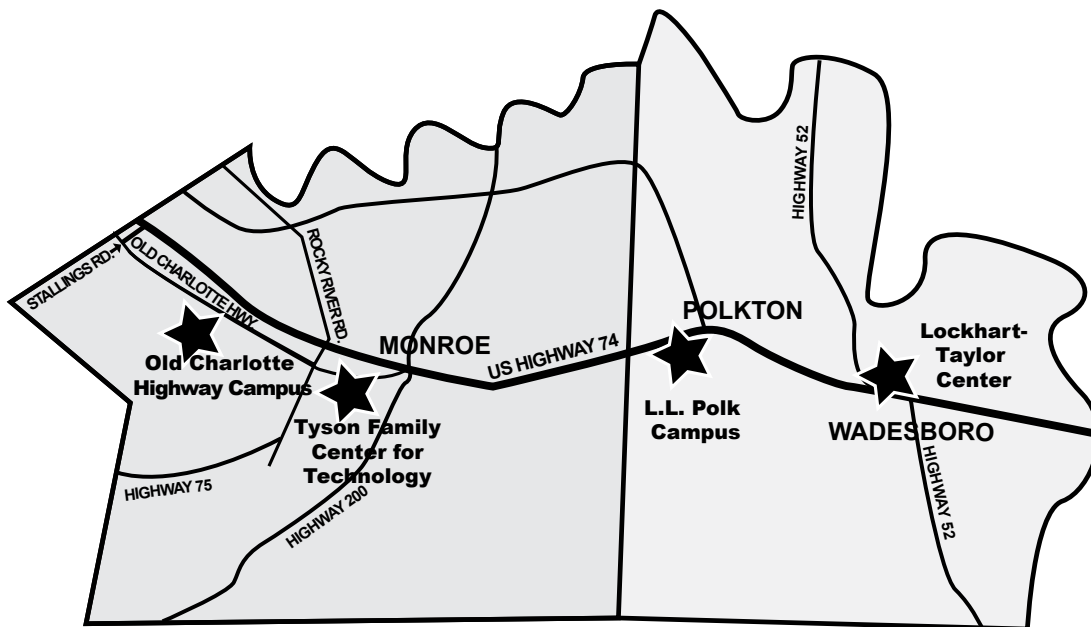 HIGHWAY 52
STALLINGS RD.
OLD CHARLOTTE HWY.
ROCKY RIVER RD.
MONROE
US HIGHWAY 74
POLKTON
Lockhart-
Taylor
Center
Old Charlotte
Highway Campus
L.L. Polk
Campus
Tyson Family
Center for
Technology
WADESBORO
HIGHWAY 75
HIGHWAY 200
HIGHWAY 52